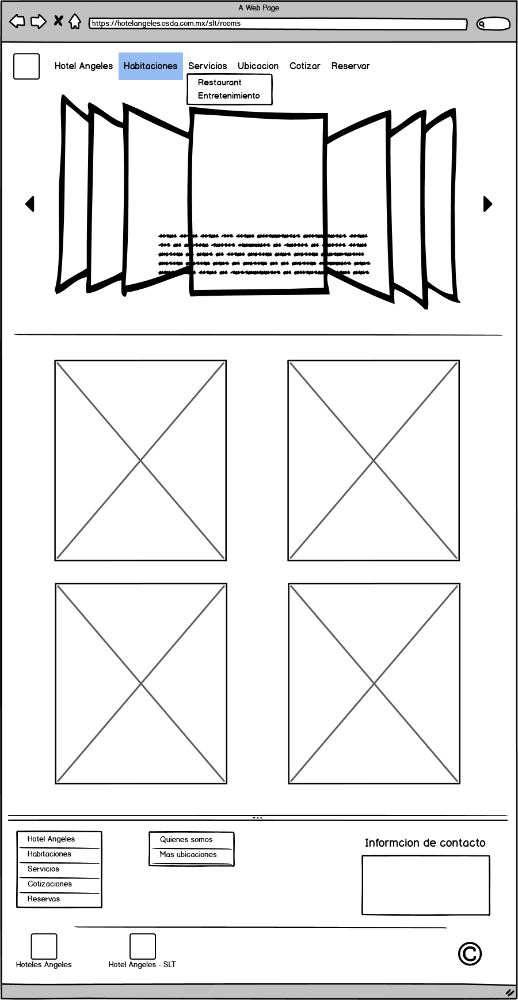 A Web Page
https://hotelangeles.osda.com.mx/slt/rooms
Hotel Angeles Habitaciones Servicios Ubicacion Cotizar Reservar
Restaurant
Entretenimiento
Hotel Angeles
Habitaciones
Servicios
Cotizaciones
Reservas
Quienes somos
Mas ubicaciones
Informcion de contacto
Hoteles Angeles
Hotel Angeles - SLT
©